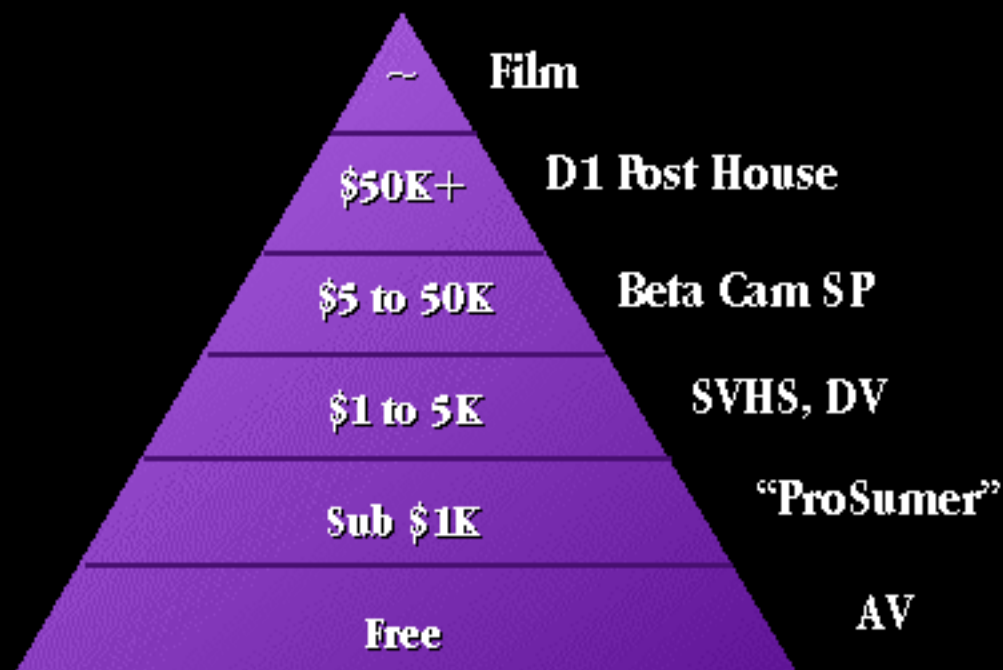 ~
Film
$50K+
D1 Post House
$5 to 50K
Beta Cam SP
$1 to 5K
SVHS, DV
Sub $1K
“ProSumer”
Free
AV